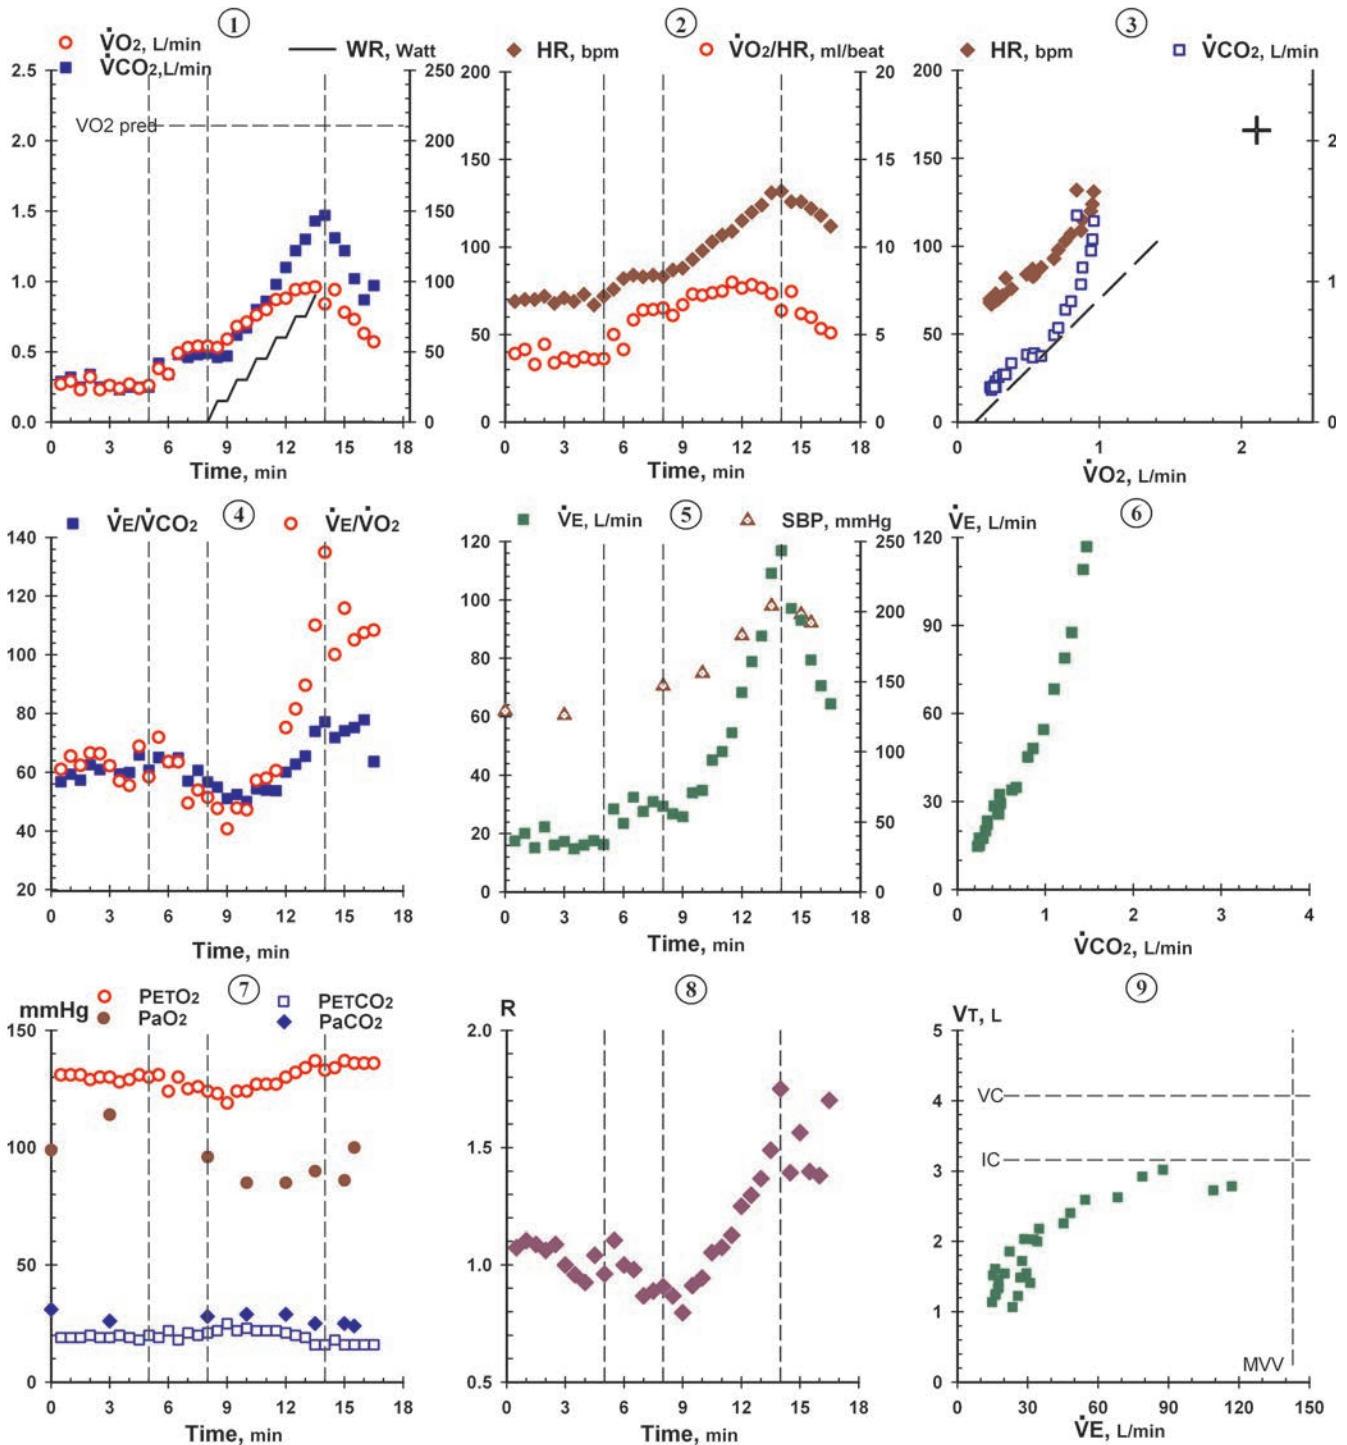 ① ② ③
V̇O2, L/min
V̇CO2,L/min
WR, Watt
HR, bpm
V̇O2/HR, ml/beat
HR, bpm
V̇CO2, L/min
2.5 250 200 20 200
VO2 pred
2.0 200 150 15 150 2
1.5 150
1.0 100 100 10 100 1
0.5 50 50 5 50
0.0 0 0 0 0 0
0 3 6 9 12 15 18
Time, min
0 3 6 9 12 15 18
Time, min
0 1 2
V̇O2, L/min
④ ⑤ ⑥
V̇E/V̇CO2
V̇E/V̇O2
V̇E, L/min
SBP, mmHg
V̇E, L/min
140 120 250 120
120 100 200
100 80 150 90
80 60 100 60
60 40
40 20 50 30
20 0 0 0
0 3 6 9 12 15 18
Time, min
0 3 6 9 12 15 18
Time, min
0 1 2 3 4
V̇CO2, L/min
⑦ ⑧ ⑨
mmHg
PETO2
PaO2
PETCO2
PaCO2
R
VT, L
150 2.0 5
VC
4
100 1.5
IC
3
50 1.0 2
1
MVV
0 0.5 0
0 3 6 9 12 15 18
Time, min
0 3 6 9 12 15 18
Time, min
0 30 60 90 120 150
V̇E, L/min